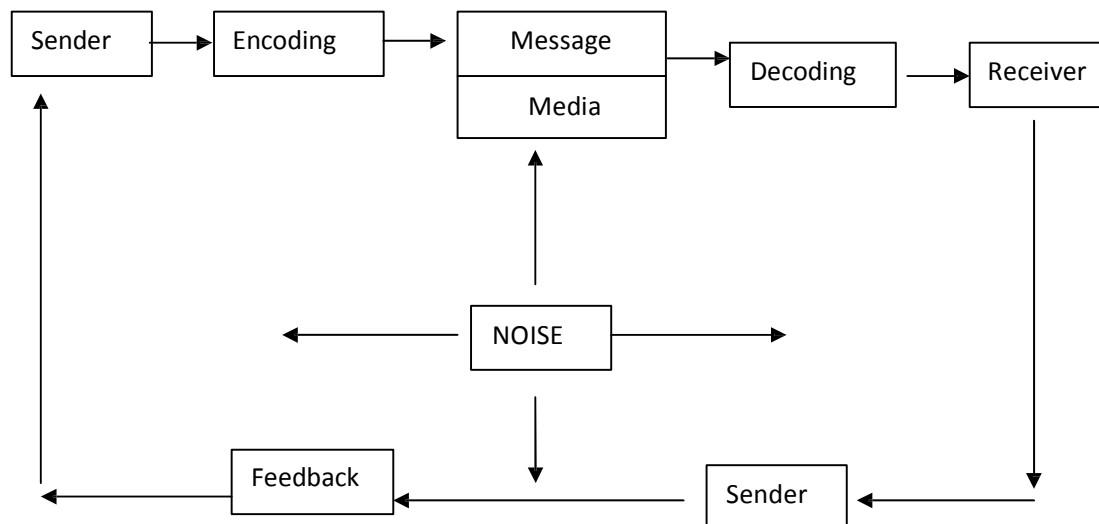 Sender
Encoding
Message
Media
Decoding
Receiver
NOISE
Feedback
Sender